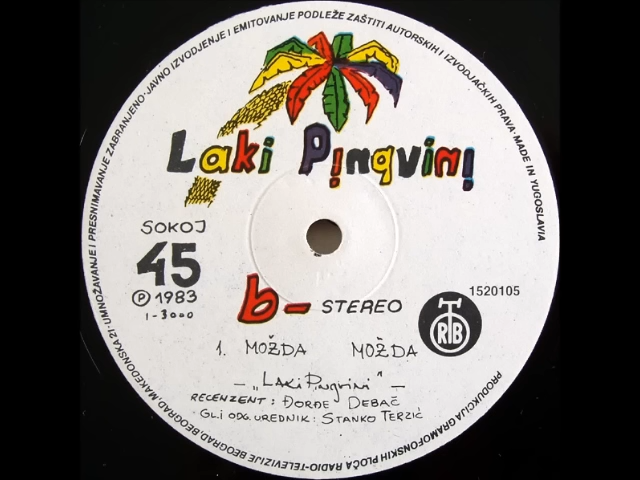 UMNOŽAVANJE I PRESNIMAVANJE ZABRANJENO·JAVNO IZVODJENJE I EMITOVANJE PODLEŽE ZAŠTITI AUTORSKIH I IZVODJAČKIH PRAVA·MADE IN YUGOSLAVIA
Laki Pingvini
SOKOJ
45
℗ 1983
1-3000
b- STEREO
1520105
RTB
1. MOŽDA MOŽDA
— „LAKI PINGVINI" —
RECENZENT: ĐORĐE DEBAČ
GL. I ODG. UREDNIK: STANKO TERZIĆ
PRODUKCIJA GRAMOFONSKIH PLOČA RADIO-TELEVIZIJE BEOGRAD, BEOGRAD, MAKEDONSKA 21·